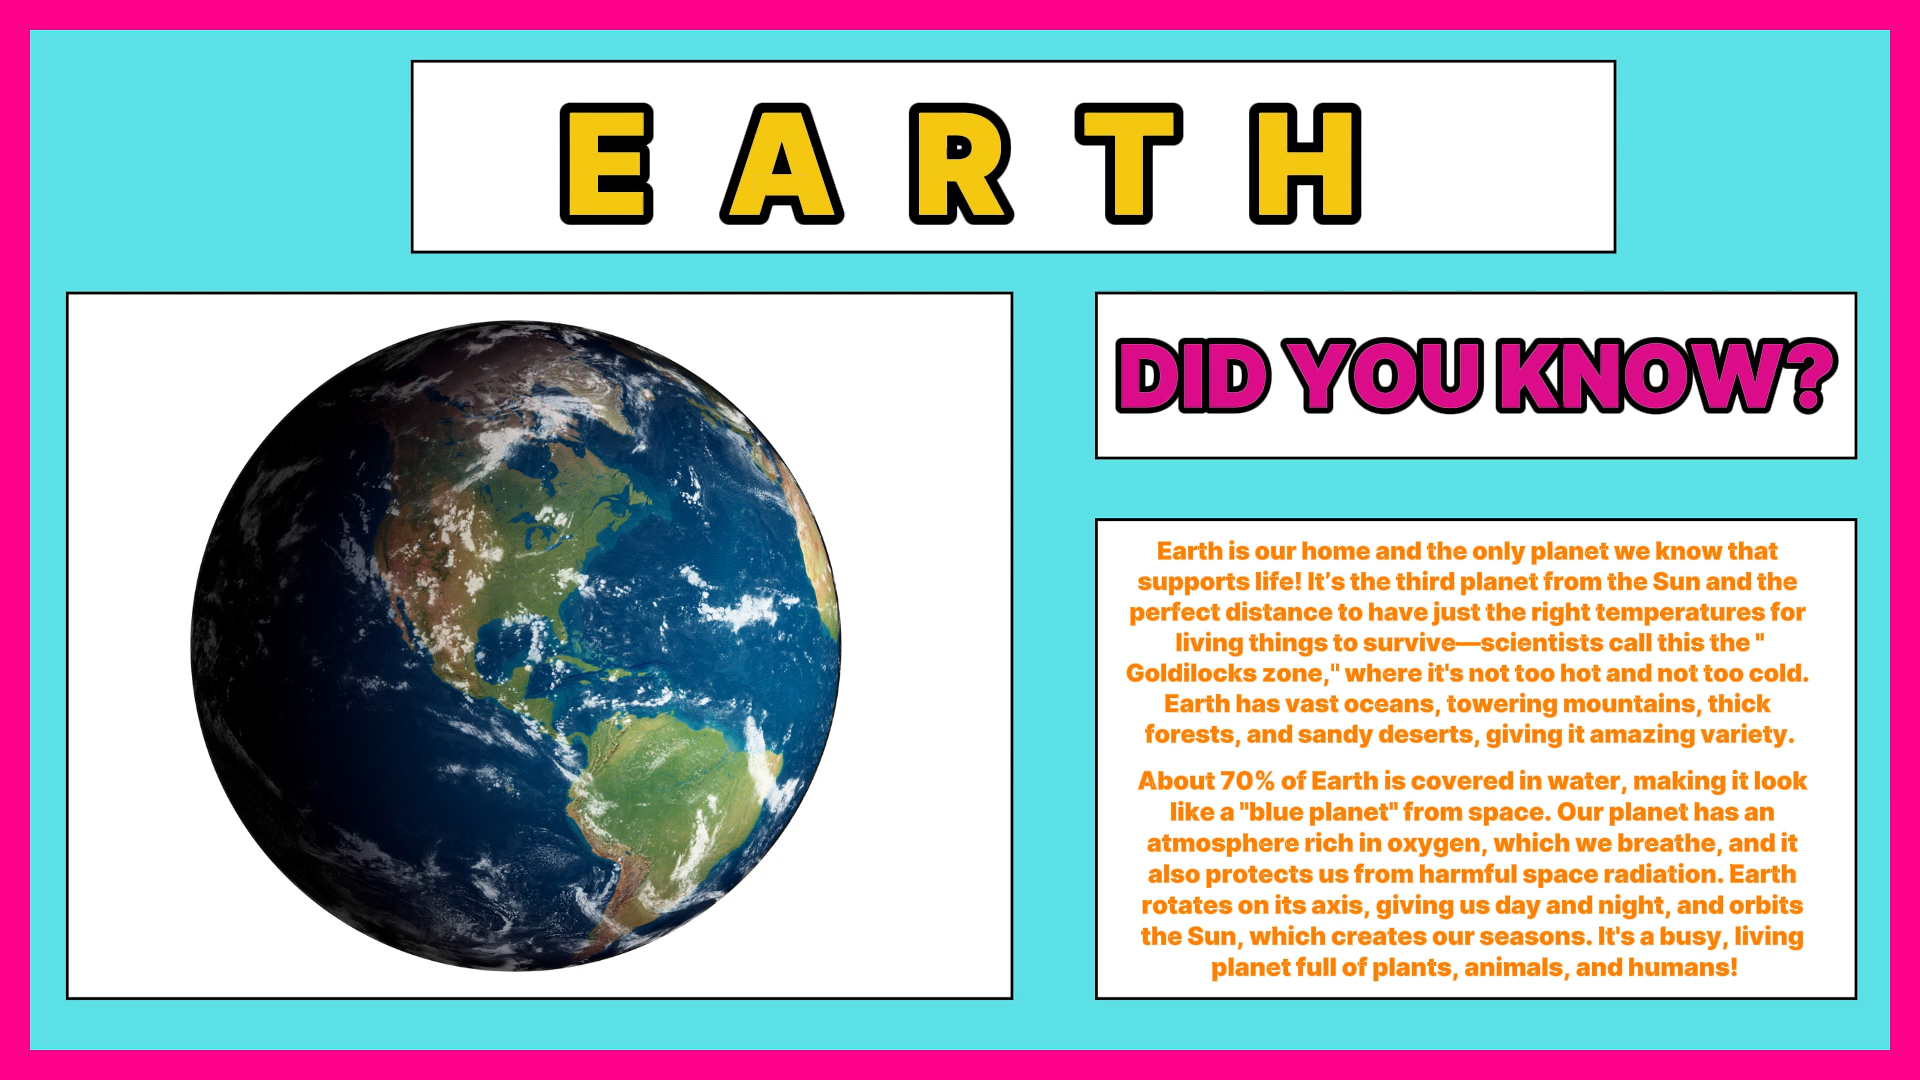 EARTH
DID YOU KNOW?
Earth is our home and the only planet we know that
supports life! It’s the third planet from the Sun and the
perfect distance to have just the right temperatures for
living things to survive—scientists call this the "
Goldilocks zone," where it's not too hot and not too cold.
Earth has vast oceans, towering mountains, thick
forests, and sandy deserts, giving it amazing variety.
About 70% of Earth is covered in water, making it look
like a "blue planet" from space. Our planet has an
atmosphere rich in oxygen, which we breathe, and it
also protects us from harmful space radiation. Earth
rotates on its axis, giving us day and night, and orbits
the Sun, which creates our seasons. It's a busy, living
planet full of plants, animals, and humans!